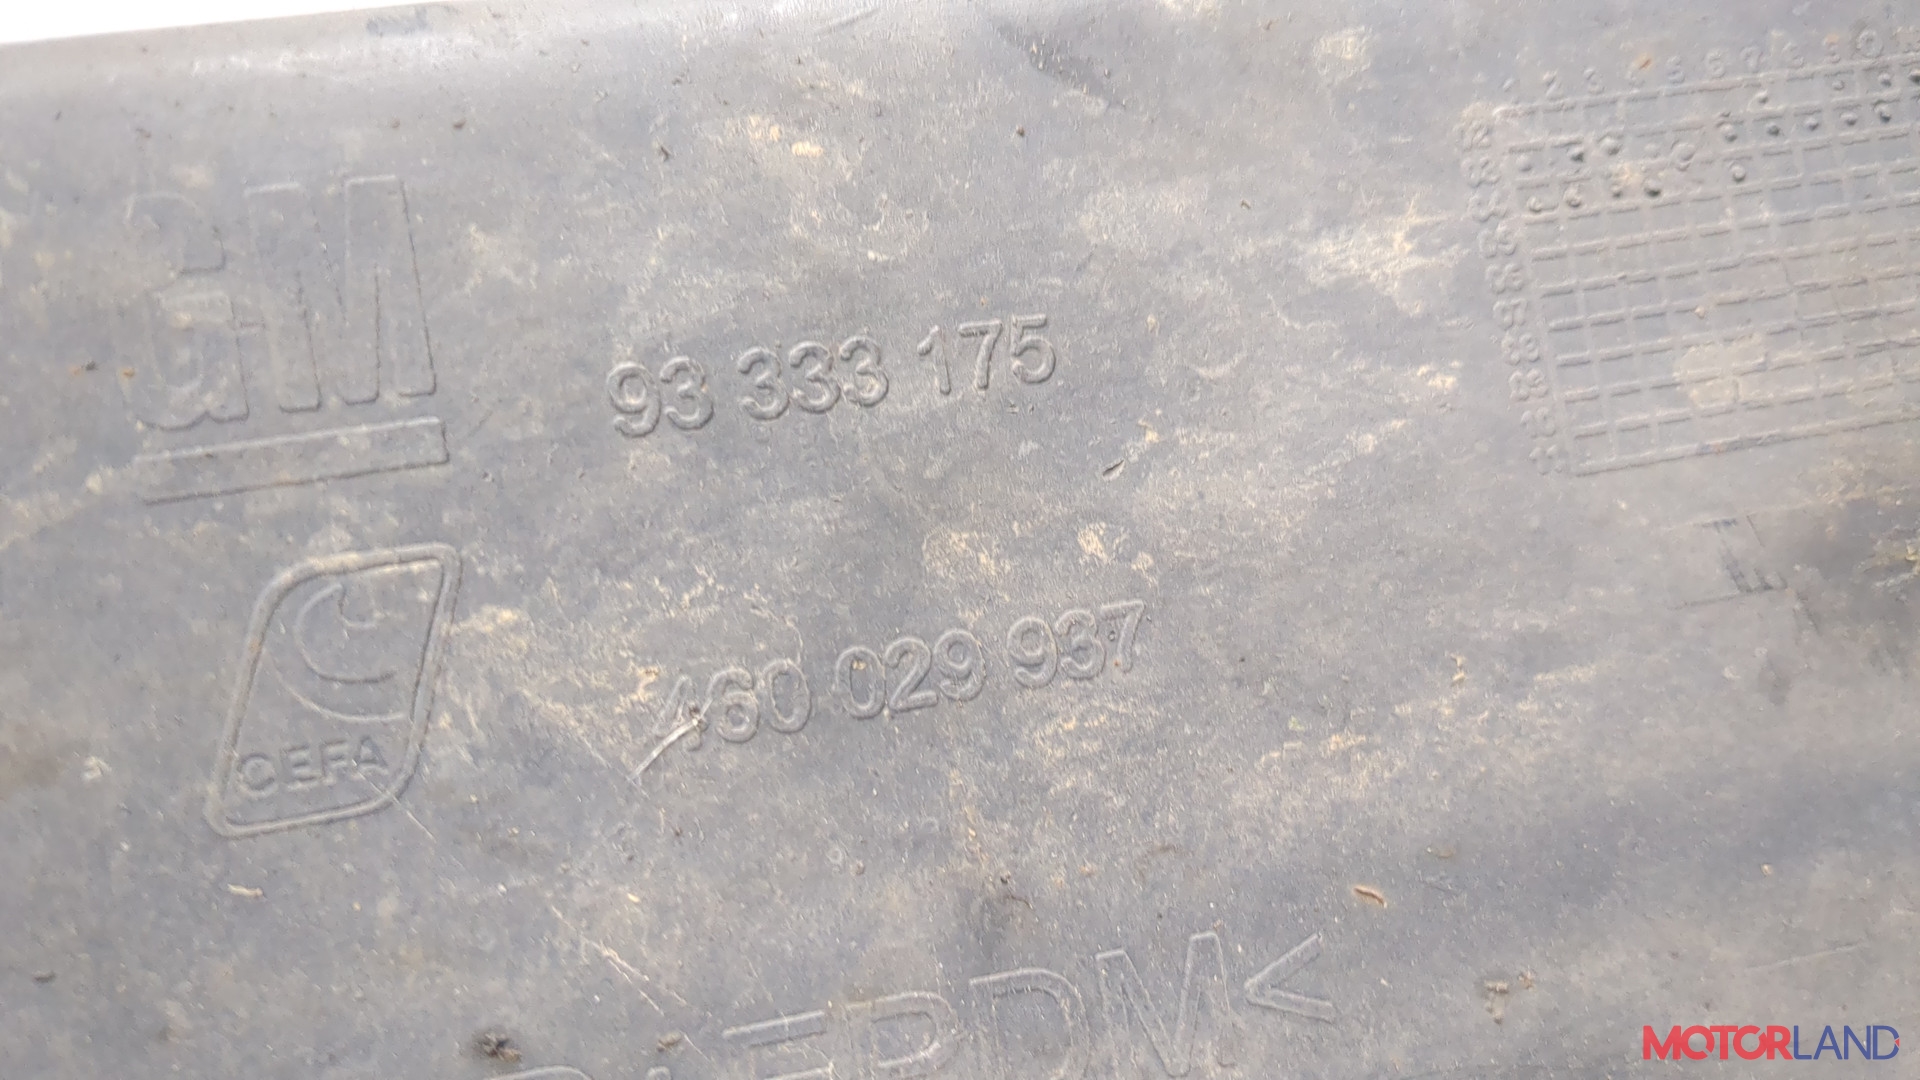 GM
93 333 175
CEFA
460 029 937
EPDM<
MOTORLAND